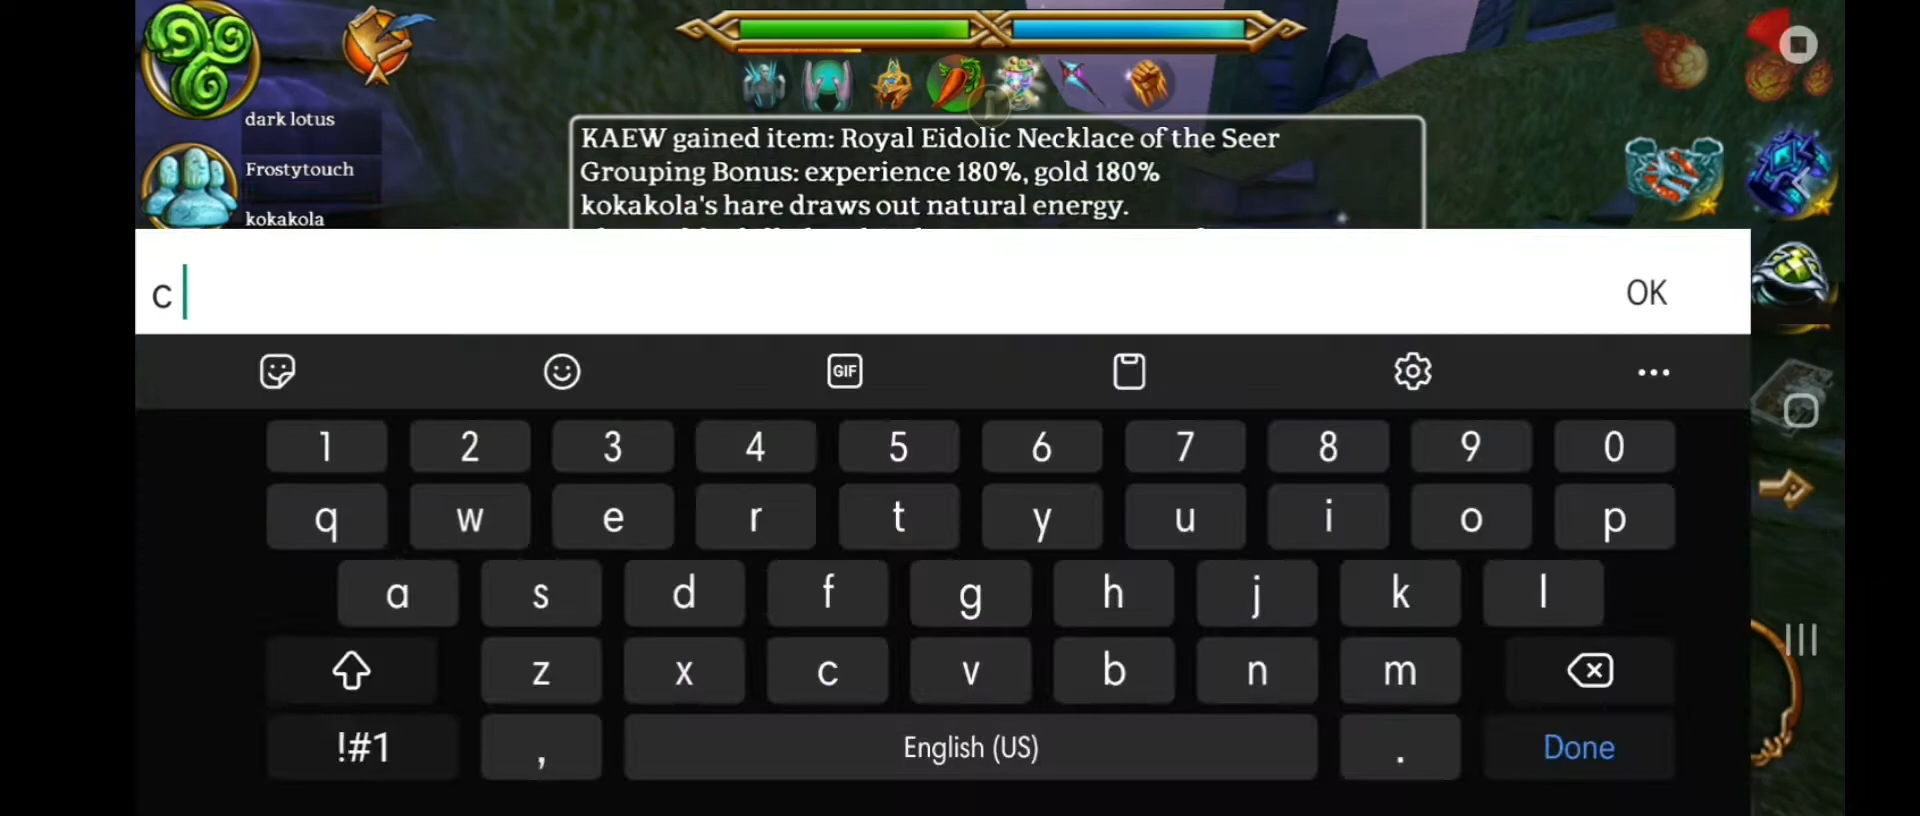 dark lotus
Frostytouch
kokakola
KAEW gained item: Royal Eidolic Necklace of the Seer
Grouping Bonus: experience 180%, gold 180%
kokakola's hare draws out natural energy.
c
OK
GIF
1 2 3 4 5 6 7 8 9 0
q w e r t y u i o p
a s d f g h j k l
z x c v b n m
!#1 , English (US) . Done